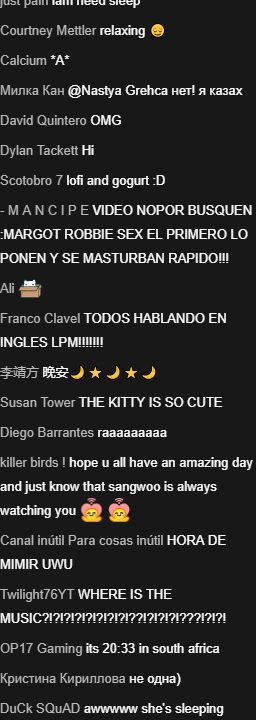 just pain iam need sleep
Courtney Mettler relaxing 😌
Calcium *A*
Милка Кан @Nastya Grehca нет! я казах
David Quintero OMG
Dylan Tackett Hi
Scotobro 7 lofi and gogurt :D
- M A N C I P E VIDEO NOPOR BUSQUEN
:MARGOT ROBBIE SEX EL PRIMERO LO
PONEN Y SE MASTURBAN RAPIDO!!!
Ali
Franco Clavel TODOS HABLANDO EN
INGLES LPM!!!!!!!
李靖方 晚安🌙⭐🌙⭐🌙
Susan Tower THE KITTY IS SO CUTE
Diego Barrantes raaaaaaaaa
killer birds ! hope u all have an amazing day
and just know that sangwoo is always
watching you
Canal inútil Para cosas inútil HORA DE
MIMIR UWU
Twilight76YT WHERE IS THE
MUSIC?!?!?!?!?!?!?!?!??!?!?!?!???!?!?!
OP17 Gaming its 20:33 in south africa
Кристина Кириллова не одна)
DuCk SQuAD awwwww she's sleeping